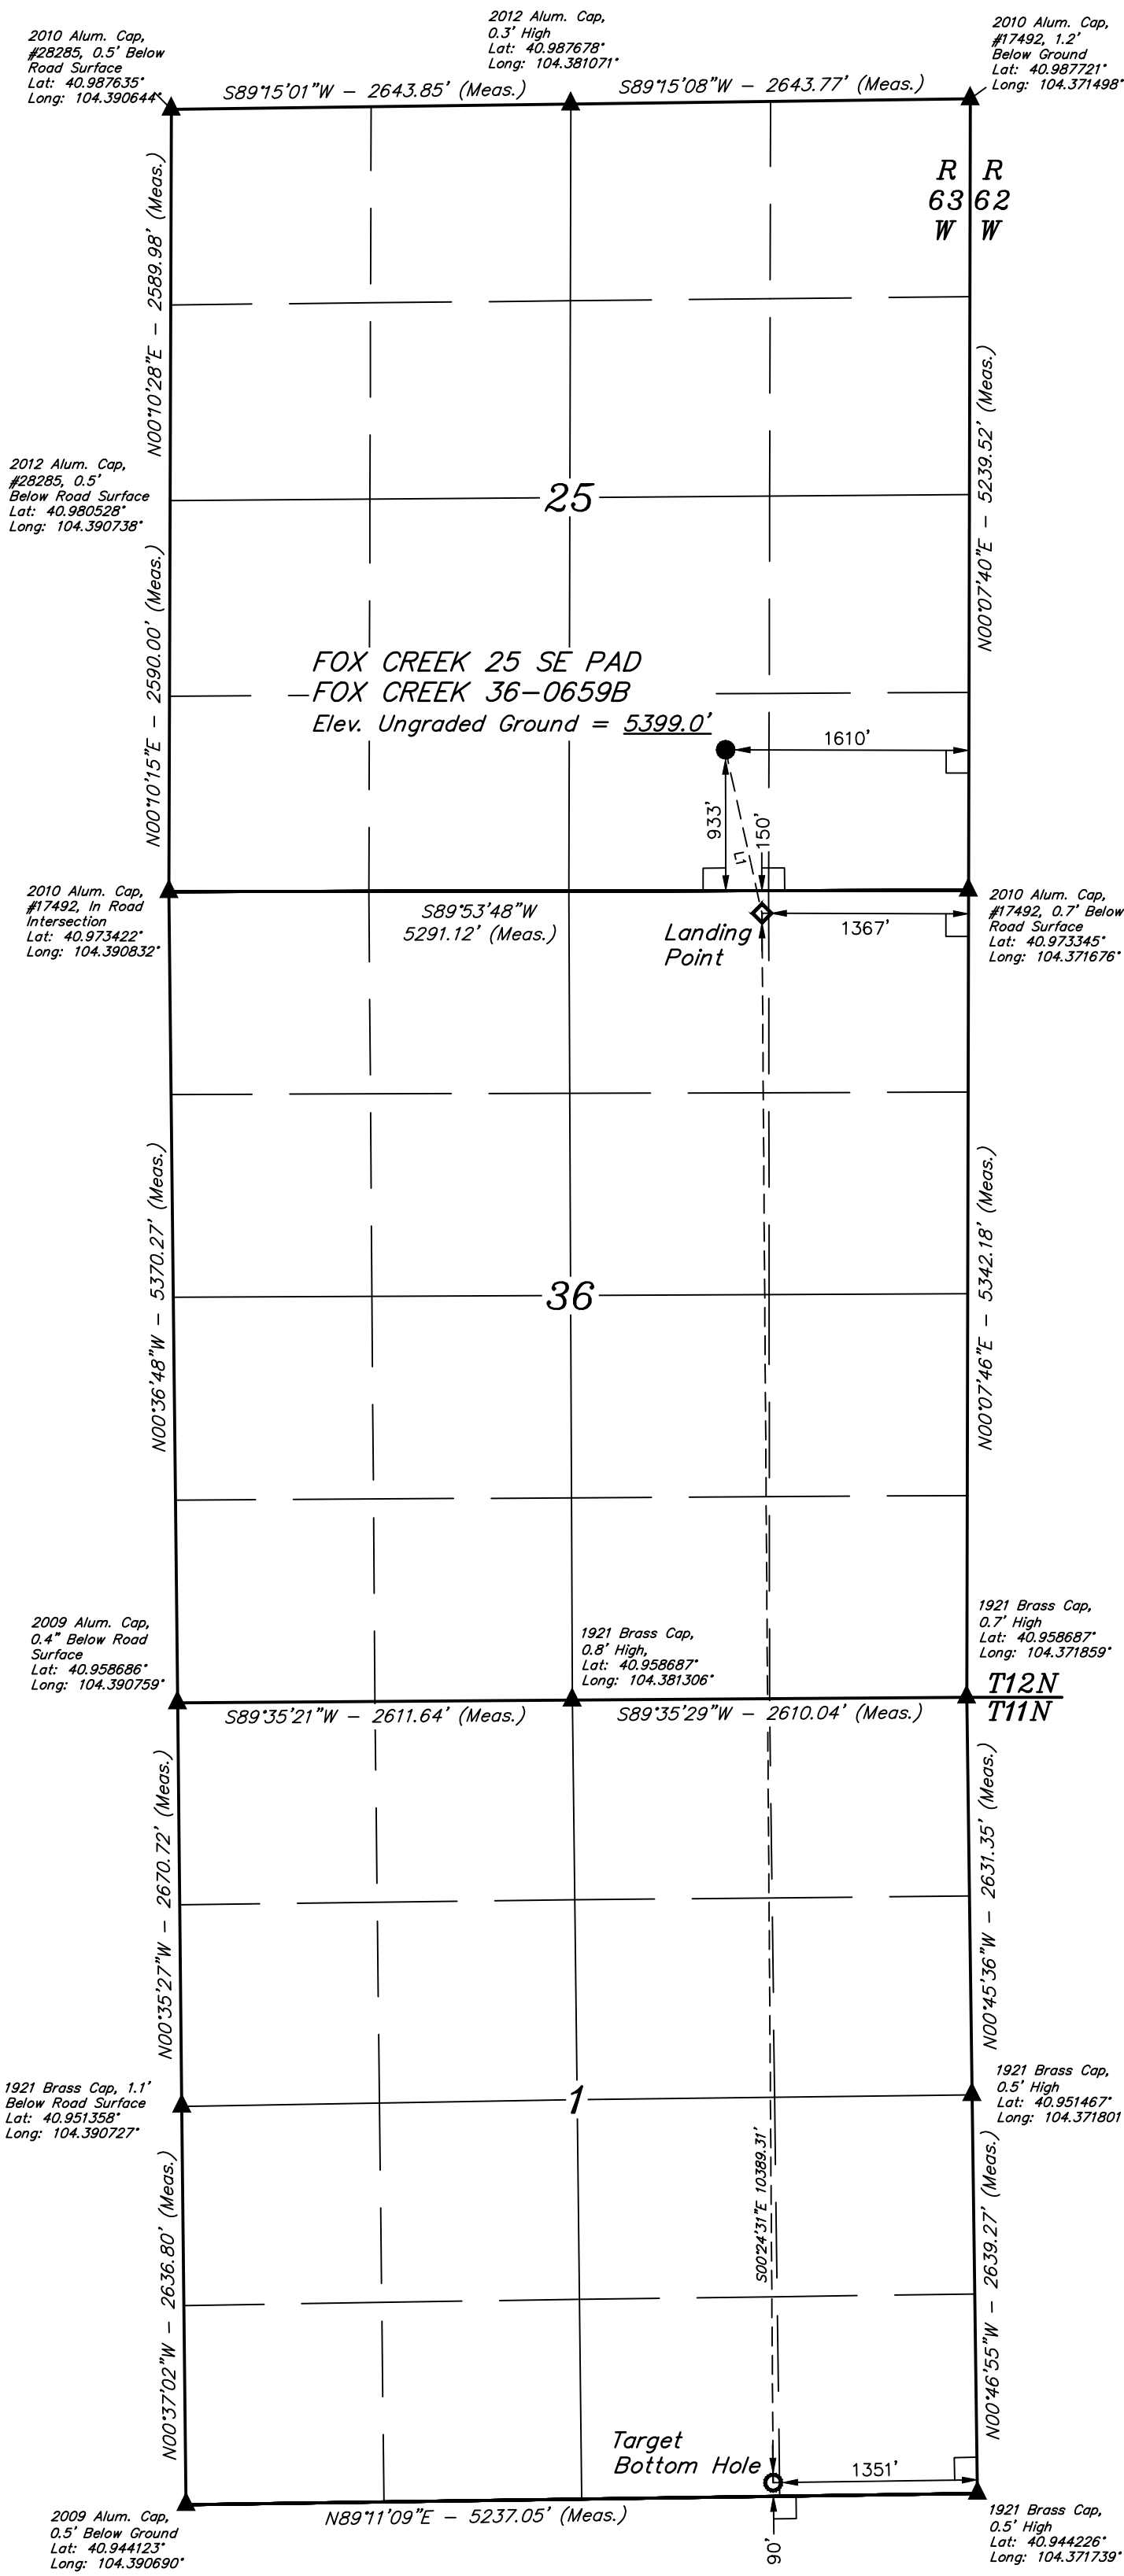 2012 Alum. Cap,
0.3' High
Lat: 40.987678°
Long: 104.381071°
2010 Alum. Cap,
#28285, 0.5' Below
Road Surface
Lat: 40.987635°
Long: 104.390644°
2010 Alum. Cap,
#17492, 1.2'
Below Ground
Lat: 40.987721°
Long: 104.371498°
S89°15'01"W - 2643.85' (Meas.)
S89°15'08"W - 2643.77' (Meas.)
R R
63 62
W W
N00°10'28"E - 2589.98' (Meas.)
N00°07'40"E - 5239.52' (Meas.)
2012 Alum. Cap,
#28285, 0.5'
Below Road Surface
Lat: 40.980528°
Long: 104.390738°
25
N00°10'15"E - 2590.00' (Meas.)
FOX CREEK 25 SE PAD
FOX CREEK 36-0659B
Elev. Ungraded Ground = 5399.0'
1610'
933'
L1
150'
2010 Alum. Cap,
#17492, In Road
Intersection
Lat: 40.973422°
Long: 104.390832°
S89°53'48"W
5291.12' (Meas.)
Landing
Point
1367'
2010 Alum. Cap,
#17492, 0.7' Below
Road Surface
Lat: 40.973345°
Long: 104.371676°
N00°36'48"W - 5370.27' (Meas.)
36
N00°07'46"E - 5342.18' (Meas.)
2009 Alum. Cap,
0.4" Below Road
Surface
Lat: 40.958686°
Long: 104.390759°
1921 Brass Cap,
0.8' High,
Lat: 40.958687°
Long: 104.381306°
1921 Brass Cap,
0.7' High
Lat: 40.958687°
Long: 104.371859°
T12N
T11N
S89°35'21"W - 2611.64' (Meas.)
S89°35'29"W - 2610.04' (Meas.)
N00°35'27"W - 2670.72' (Meas.)
N00°45'36"W - 2631.35' (Meas.)
1921 Brass Cap, 1.1'
Below Road Surface
Lat: 40.951358°
Long: 104.390727°
1
1921 Brass Cap,
0.5' High
Lat: 40.951467°
Long: 104.371801
N00°37'02"W - 2636.80' (Meas.)
S00°24'31"E 10389.31'
N00°46'55"W - 2639.27' (Meas.)
Target
Bottom Hole
1351'
90'
N89°11'09"E - 5237.05' (Meas.)
2009 Alum. Cap,
0.5' Below Ground
Lat: 40.944123°
Long: 104.390690°
1921 Brass Cap,
0.5' High
Lat: 40.944226°
Long: 104.371739°